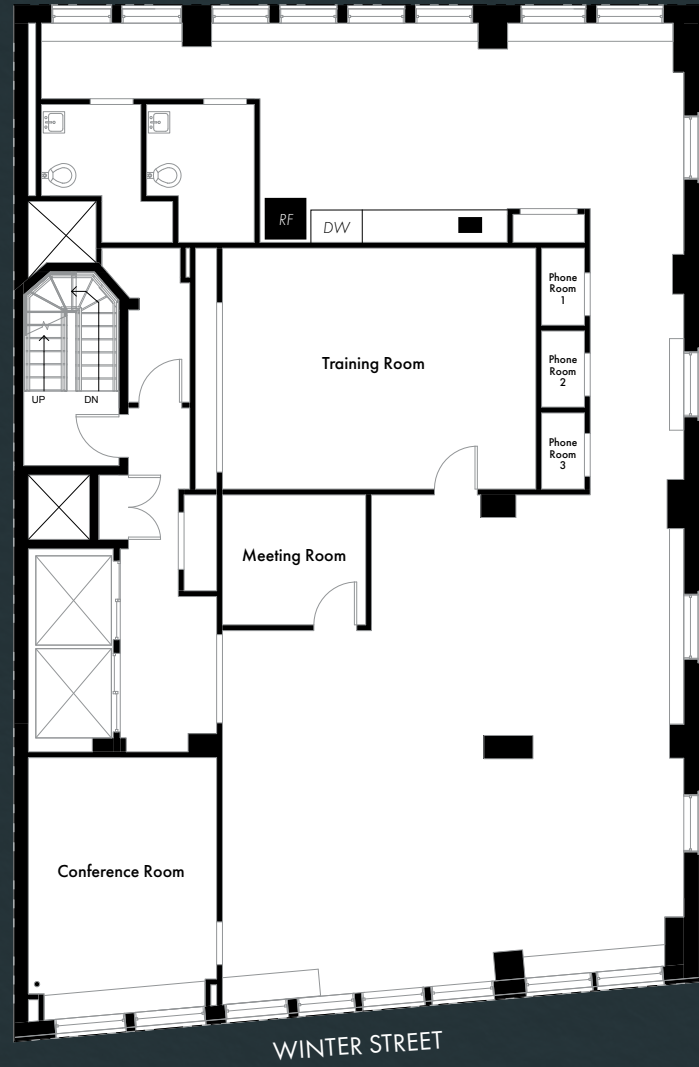 RF
DW
Phone
Room
1
Training Room
Phone
Room
2
UP DN
Phone
Room
3
Meeting Room
Conference Room
WINTER STREET